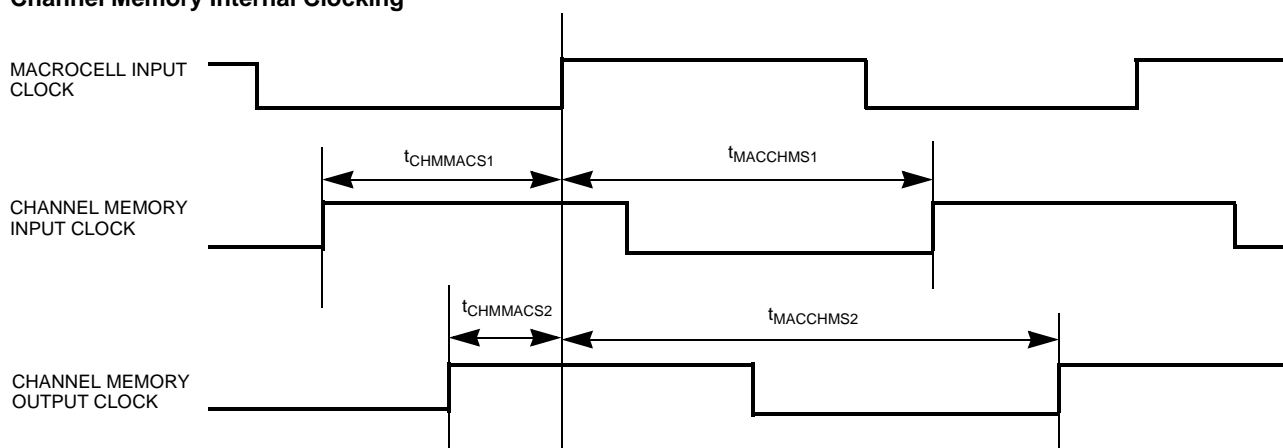 Channel Memory Internal Clocking
MACROCELL INPUT
CLOCK
tCHMMACS1
tMACCHMS1
CHANNEL MEMORY
INPUT CLOCK
tCHMMACS2
tMACCHMS2
CHANNEL MEMORY
OUTPUT CLOCK